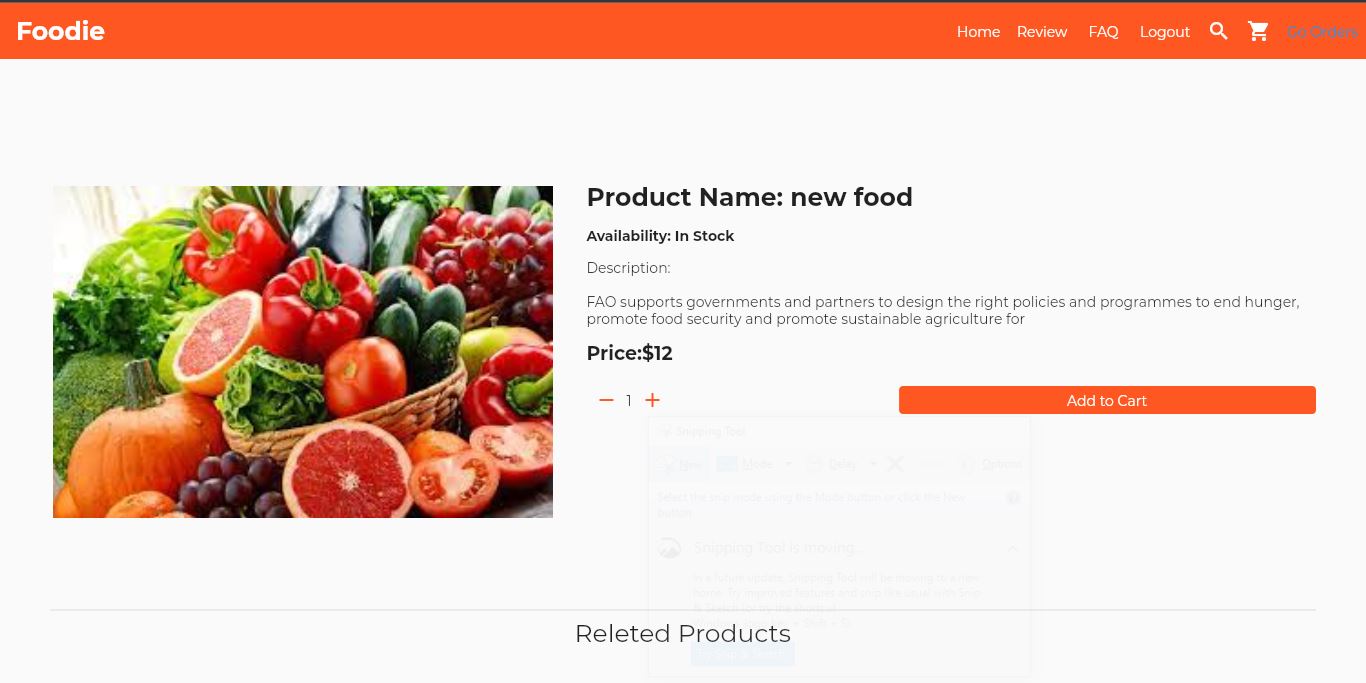 Foodie
Home Review FAQ Logout Go Orders
Product Name: new food
Availability: In Stock
Description:
FAO supports governments and partners to design the right policies and programmes to end hunger,
promote food security and promote sustainable agriculture for
Price:$12
1
Add to Cart
Snipping Tool
New Mode Delay Options
Select the snip mode using the Mode button or click the New
button.
Snipping Tool is moving...
In a future update, Snipping Tool will be moving to a new
home. Try improved features and snip like usual with Snip
& Sketch (or try the shortcut
+ Shift + S).
Releted Products
Try Snip & Sketch